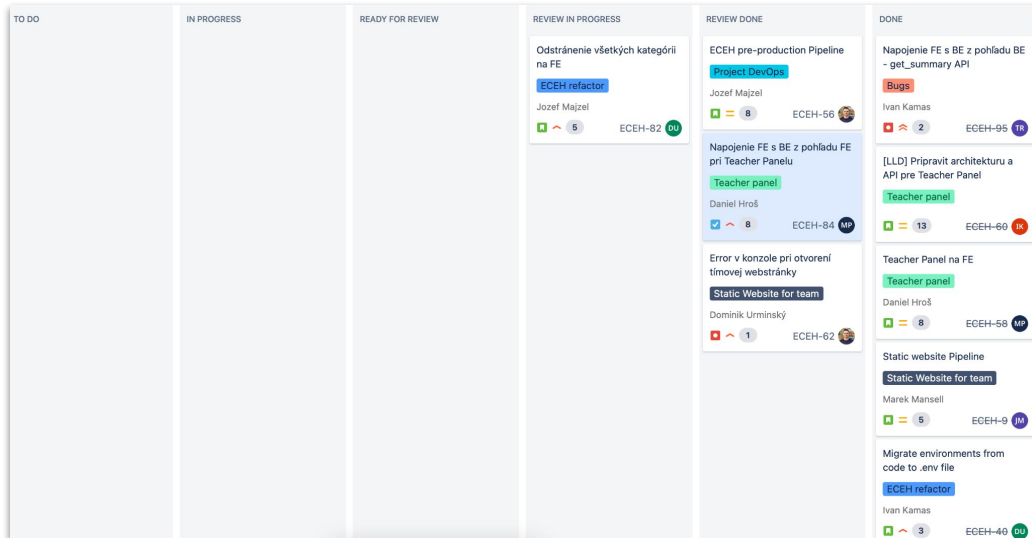 TO DO
IN PROGRESS
READY FOR REVIEW
REVIEW IN PROGRESS
Odstránenie všetkých kategórii
na FE
ECEH refactor
Jozef Majzel
5
ECEH-82
DU
REVIEW DONE
ECEH pre-production Pipeline
Project DevOps
Jozef Majzel
8
ECEH-56
Napojenie FE s BE z pohľadu FE
pri Teacher Panelu
Teacher panel
Daniel Hroš
8
ECEH-84
MP
Error v konzole pri otvorení
tímovej webstránky
Static Website for team
Dominik Urminský
1
ECEH-62
DONE
Napojenie FE s BE z pohľadu BE
- get_summary API
Bugs
Ivan Kamas
2
ECEH-95
TR
[LLD] Pripravit architekturu a
API pre Teacher Panel
Teacher panel
13
ECEH-60
IK
Teacher Panel na FE
Teacher panel
Daniel Hroš
8
ECEH-58
MP
Static website Pipeline
Static Website for team
Marek Mansell
5
ECEH-9
JM
Migrate environments from
code to .env file
ECEH refactor
Ivan Kamas
3
ECEH-40
DU